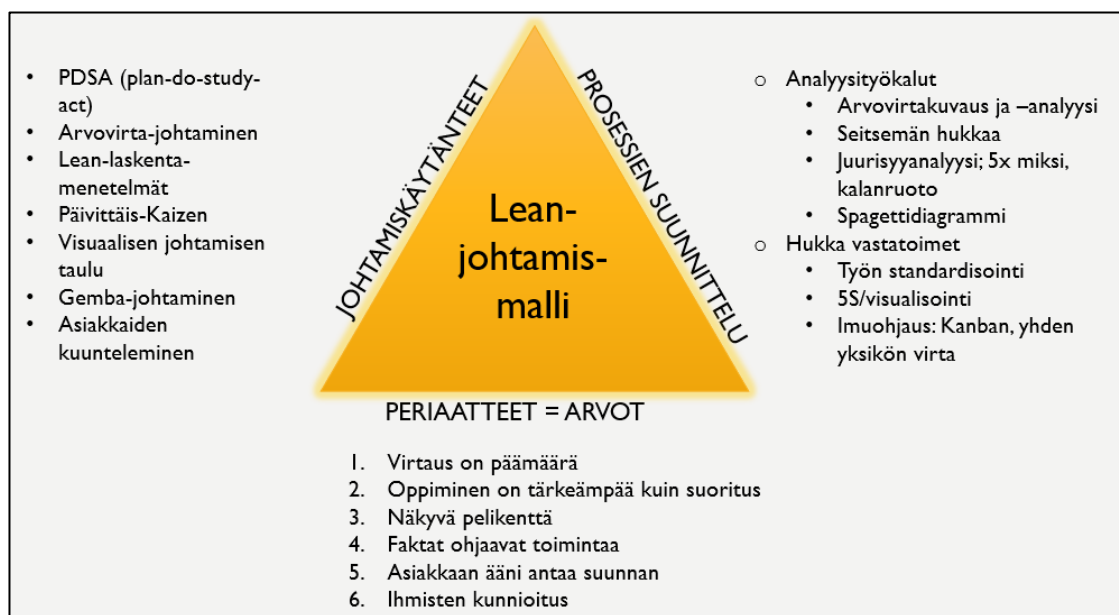 • PDSA (plan-do-study-
act)
• Arvovirta-johtaminen
• Lean-laskenta-
menetelmät
• Päivittäis-Kaizen
• Visuaalisen johtamisen
taulu
• Gemba-johtaminen
• Asiakkaiden
kuunteleminen
JOHTAMISKÄYTÄNTEET
Lean-
johtamis-
malli
PROSESSIEN SUUNNITTELU
o Analyysityökalut
• Arvovirtakuvaus ja –analyysi
• Seitsemän hukkaa
• Juurisyyanalyysi; 5x miksi,
kalanruoto
• Spagettidiagrammi
o Hukka vastatoimet
• Työn standardisointi
• 5S/visualisointi
• Imuohjaus: Kanban, yhden
yksikön virta
PERIAATTEET = ARVOT
1. Virtaus on päämäärä
2. Oppiminen on tärkeämpää kuin suoritus
3. Näkyvä pelikenttä
4. Faktat ohjaavat toimintaa
5. Asiakkaan ääni antaa suunnan
6. Ihmisten kunnioitus